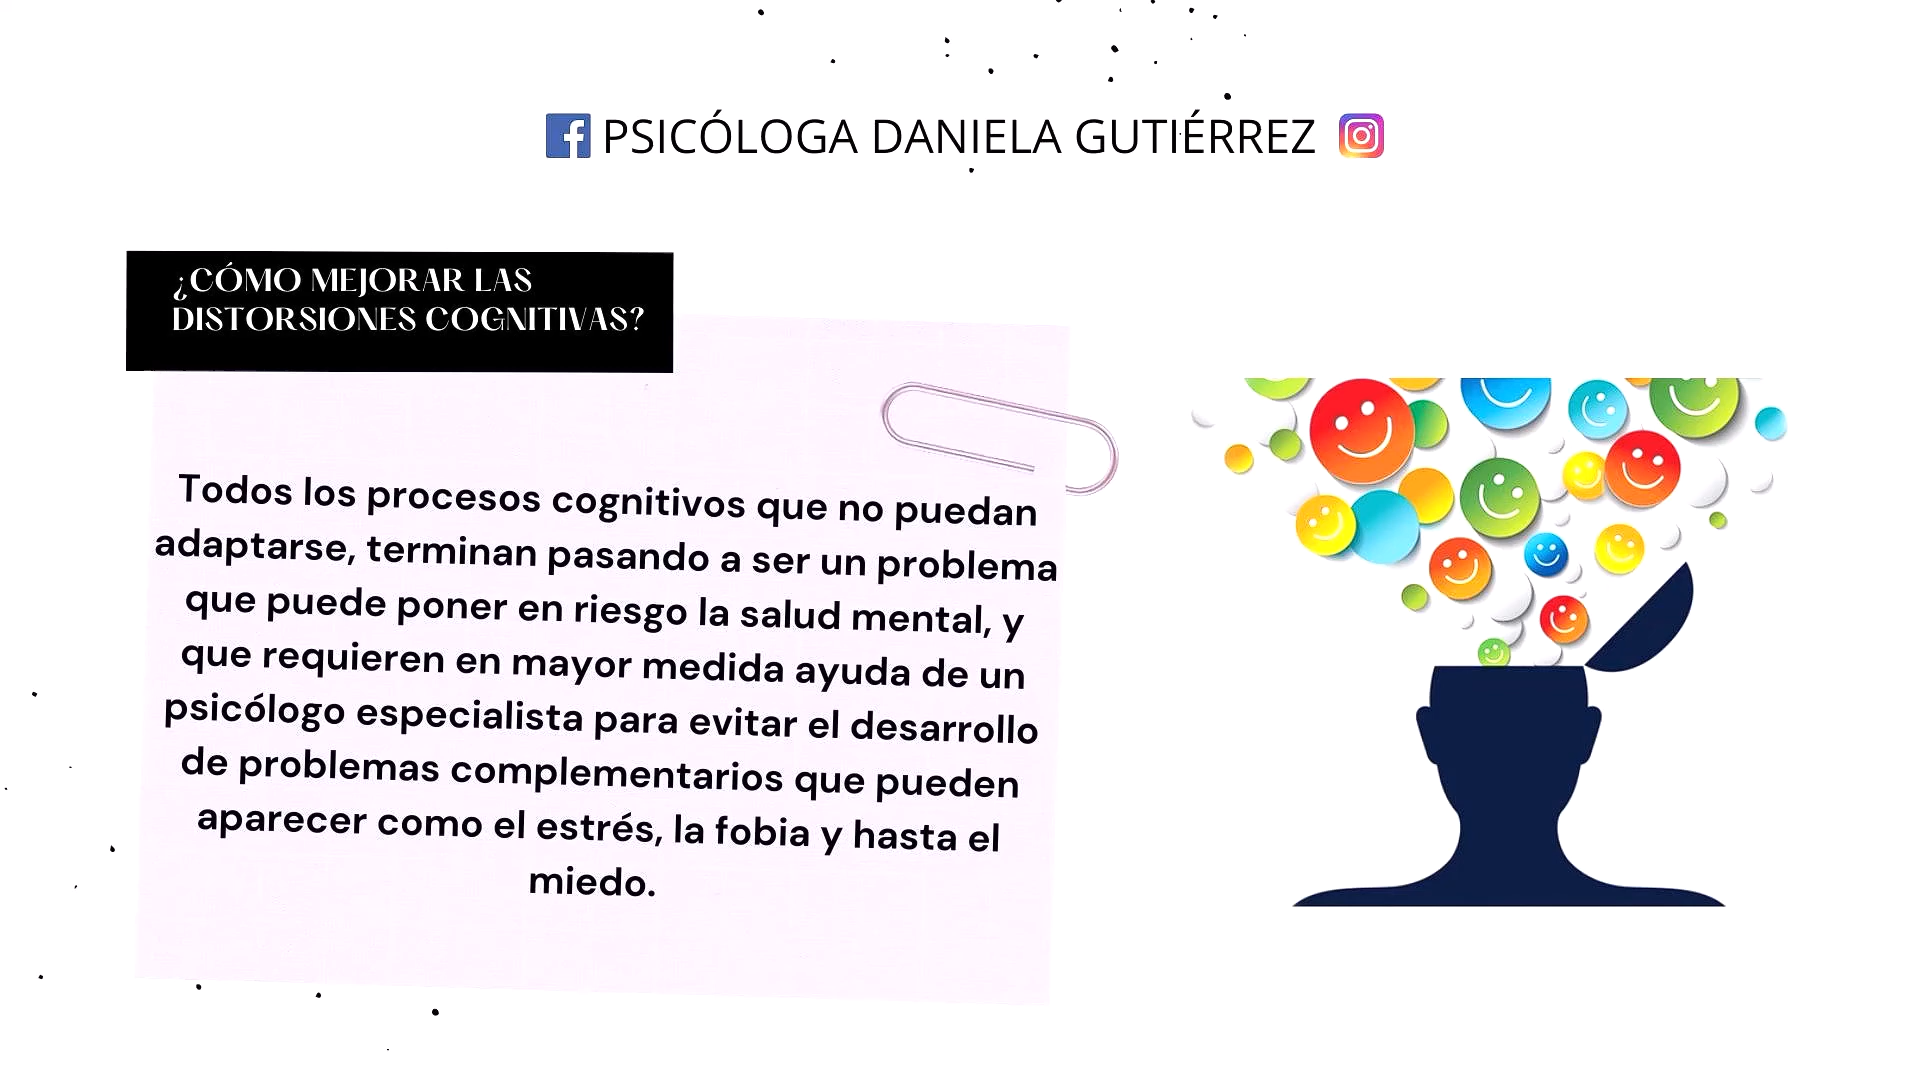 PSICÓLOGA DANIELA GUTIÉRREZ
¿CÓMO MEJORAR LAS
DISTORSIONES COGNITIVAS?
Todos los procesos cognitivos que no puedan
adaptarse, terminan pasando a ser un problema
que puede poner en riesgo la salud mental, y
que requieren en mayor medida ayuda de un
psicólogo especialista para evitar el desarrollo
de problemas complementarios que pueden
aparecer como el estrés, la fobia y hasta el
miedo.